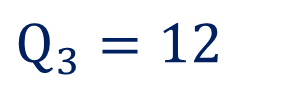 Q₃ = 12